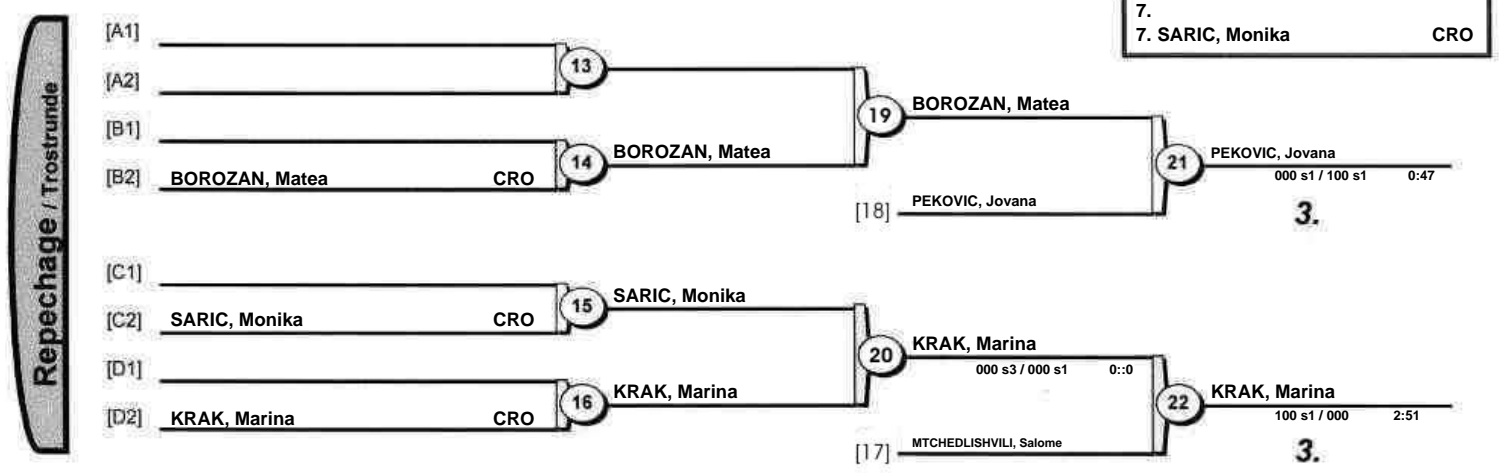 7.
7. SARIC, Monika CRO
Repechage / Trostrunde
[A1]
[A2]
13
[B1]
[B2] BOROZAN, Matea CRO
14 BOROZAN, Matea
19 BOROZAN, Matea
[18] PEKOVIC, Jovana
21 PEKOVIC, Jovana
000 s1 / 100 s1 0:47
3.
[C1]
[C2] SARIC, Monika CRO
15 SARIC, Monika
[D1]
[D2] KRAK, Marina CRO
16 KRAK, Marina
20 KRAK, Marina
000 s3 / 000 s1 0::0
[17] MTCHEDLISHVILI, Salome
22 KRAK, Marina
100 s1 / 000 2:51
3.